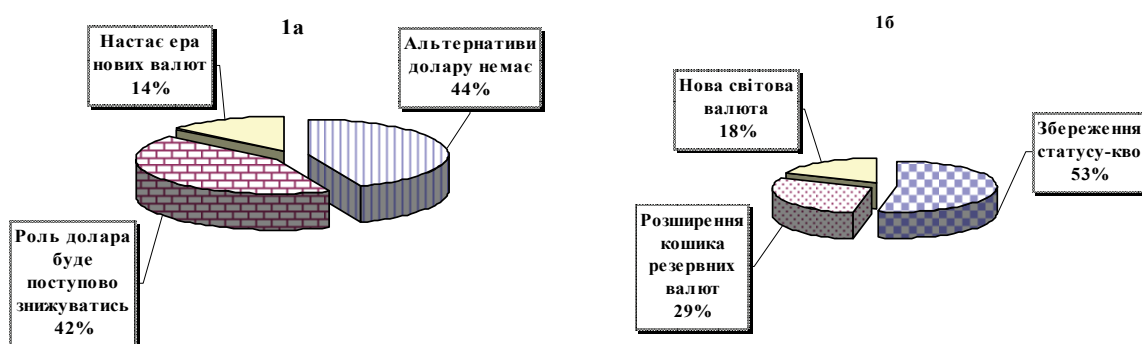 1а
Настає ера
нових валют
14%
Альтернативи
долару немає
44%
Роль долара
буде
поступово
знижуватись
42%
1б
Нова світова
валюта
18%
Збереження
статусу-кво
53%
Розширення
кошика
резервних
валют
29%